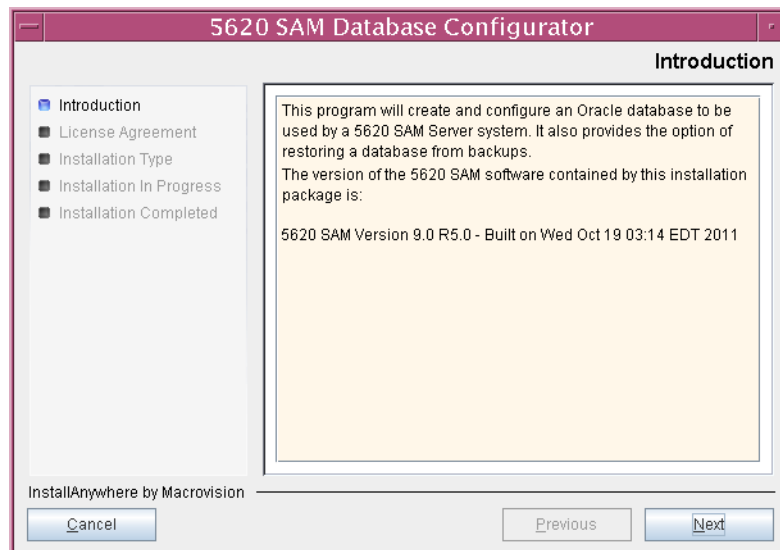 5620 SAM Database Configurator
Introduction
Introduction
License Agreement
Installation Type
Installation In Progress
Installation Completed
This program will create and configure an Oracle database to be
used by a 5620 SAM Server system. It also provides the option of
restoring a database from backups.
The version of the 5620 SAM software contained by this installation
package is:
5620 SAM Version 9.0 R5.0 - Built on Wed Oct 19 03:14 EDT 2011
InstallAnywhere by Macrovision
Cancel
Previous
Next